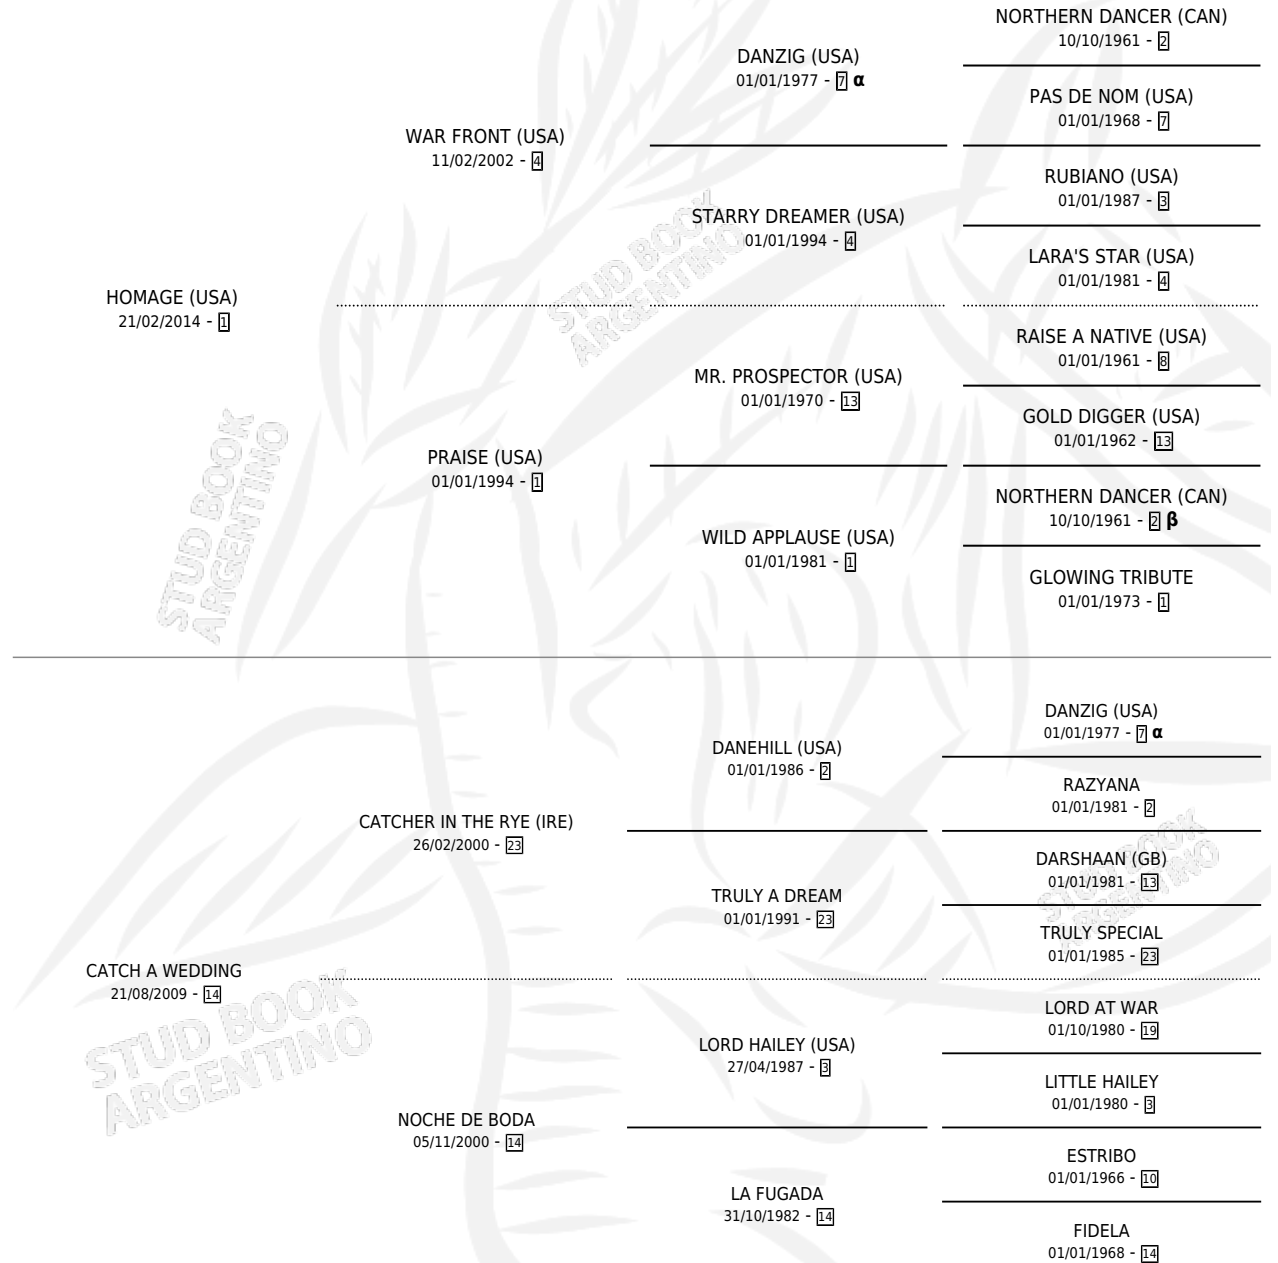 NORTHERN DANCER (CAN)
10/10/1961 - 2
DANZIG (USA)
01/01/1977 - 7 α
PAS DE NOM (USA)
01/01/1968 - 7
WAR FRONT (USA)
11/02/2002 - 4
RUBIANO (USA)
01/01/1987 - 3
STARRY DREAMER (USA)
01/01/1994 - 4
LARA'S STAR (USA)
01/01/1981 - 4
HOMAGE (USA)
21/02/2014 - 1
RAISE A NATIVE (USA)
01/01/1961 - 8
MR. PROSPECTOR (USA)
01/01/1970 - 13
GOLD DIGGER (USA)
01/01/1962 - 13
PRAISE (USA)
01/01/1994 - 1
NORTHERN DANCER (CAN)
10/10/1961 - 2 β
WILD APPLAUSE (USA)
01/01/1981 - 1
GLOWING TRIBUTE
01/01/1973 - 1
DANZIG (USA)
01/01/1977 - 7 α
DANEHILL (USA)
01/01/1986 - 2
RAZYANA
01/01/1981 - 2
CATCHER IN THE RYE (IRE)
26/02/2000 - 23
DARSHAAN (GB)
01/01/1981 - 13
TRULY A DREAM
01/01/1991 - 23
TRULY SPECIAL
01/01/1985 - 23
CATCH A WEDDING
21/08/2009 - 14
LORD AT WAR
01/10/1980 - 19
LORD HAILEY (USA)
27/04/1987 - 3
LITTLE HAILEY
01/01/1980 - 3
NOCHE DE BODA
05/11/2000 - 14
ESTRIBO
01/01/1966 - 10
LA FUGADA
31/10/1982 - 14
FIDELA
01/01/1968 - 14
STUD BOOK
ARGENTINO
STUD BOOK
ARGENTINO
STUD BOOK
ARGENTINO
STUD BOOK
ARGENTINO